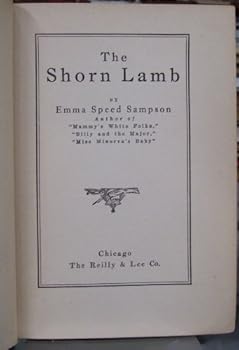 The
Shorn Lamb
BY
Emma Speed Sampson
Author of
"Mammy's White Folks,"
"Billy and the Major,"
"Miss Minerva's Baby"
Chicago
The Reilly & Lee Co.